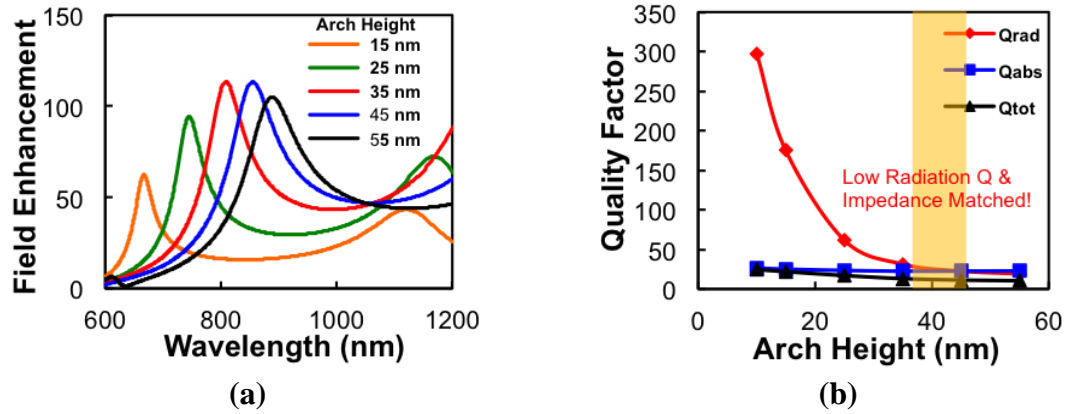 Field Enhancement
150
100
50
0
600
800
1000
1200
Wavelength (nm)
Arch Height
15 nm
25 nm
35 nm
45 nm
55 nm
(a)
Quality Factor
350
300
250
200
150
100
50
0
0
20
40
60
Arch Height (nm)
Qrad
Qabs
Qtot
Low Radiation Q &
Impedance Matched!
(b)